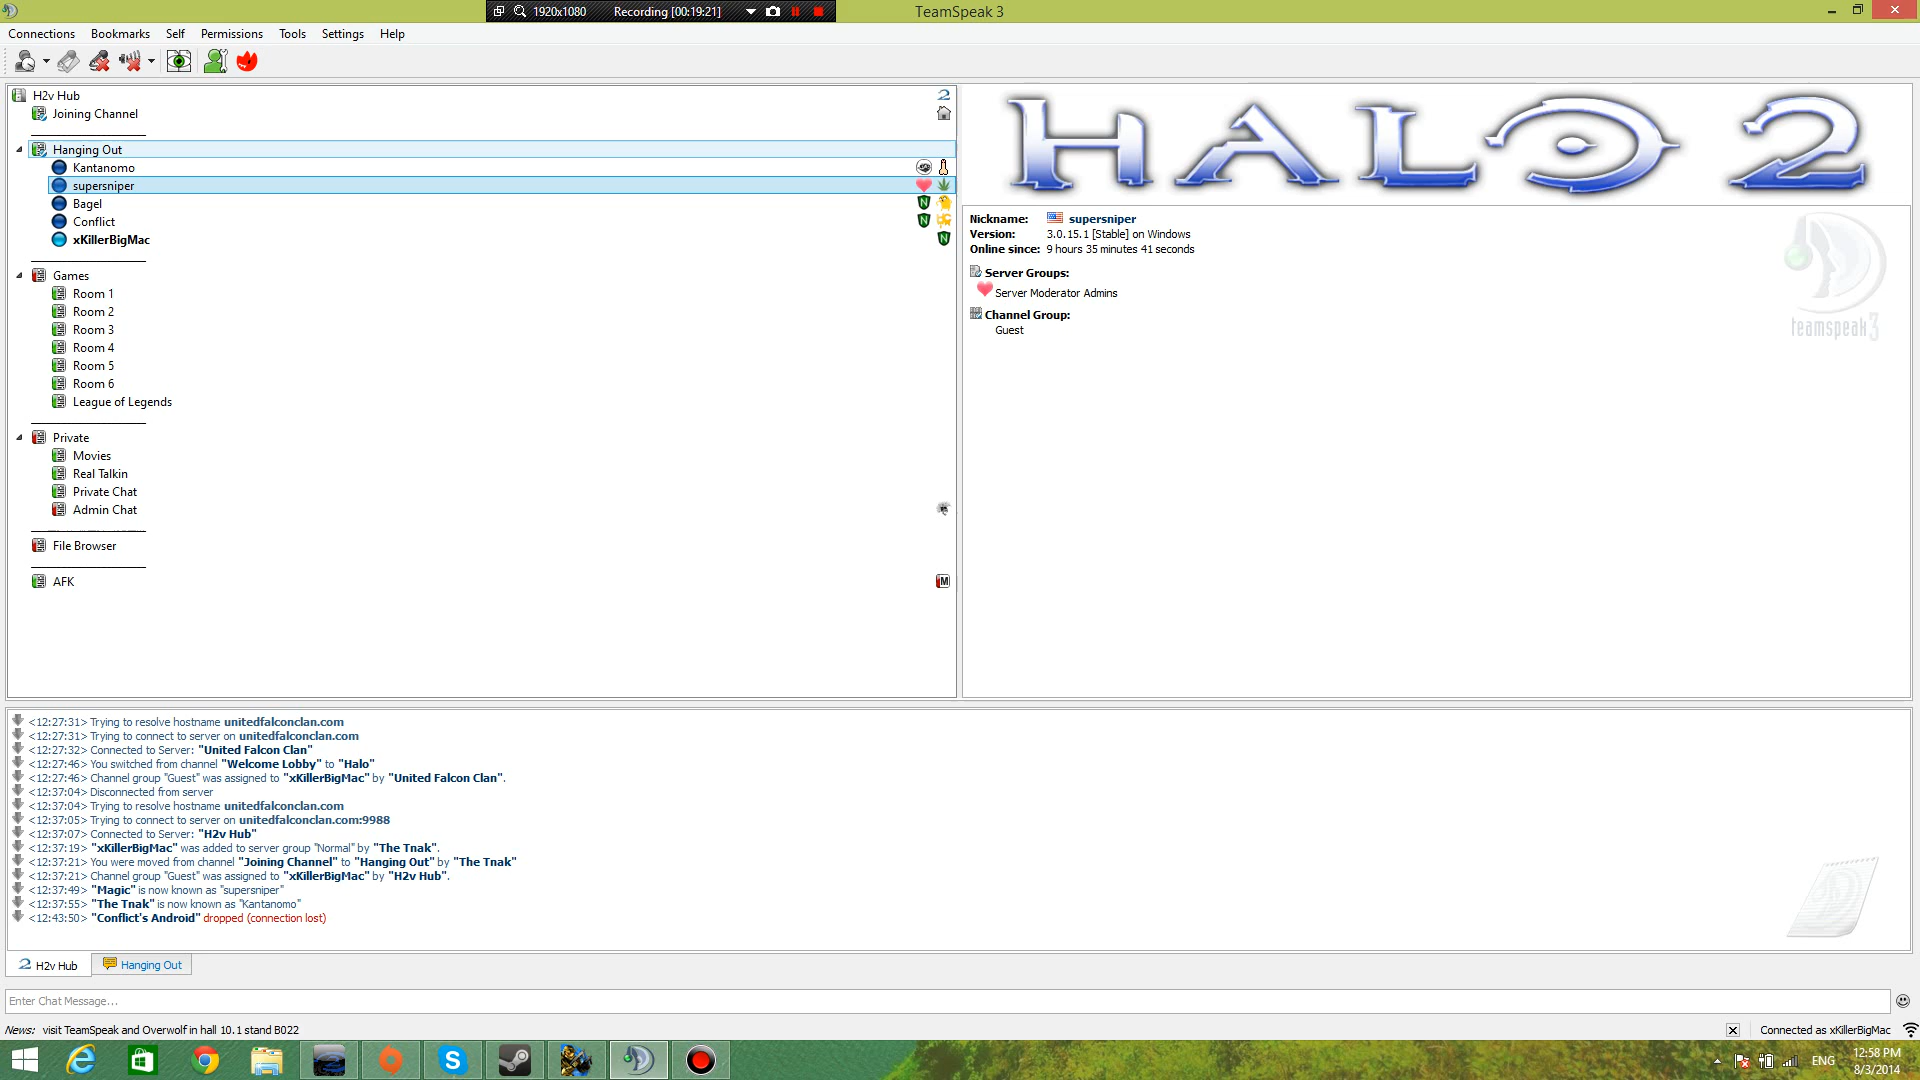 1920x1080 Recording [00:19:21]
TeamSpeak 3
Connections Bookmarks Self Permissions Tools Settings Help
H2v Hub
Joining Channel
Hanging Out
Kantanomo
supersniper
Bagel
Conflict
xKillerBigMac
Games
Room 1
Room 2
Room 3
Room 4
Room 5
Room 6
League of Legends
Private
Movies
Real Talkin
Private Chat
Admin Chat
File Browser
AFK
M
HALO 2
Nickname: supersniper
Version: 3.0.15.1 [Stable] on Windows
Online since: 9 hours 35 minutes 41 seconds
Server Groups:
Server Moderator Admins
Channel Group:
Guest
teamspeak3
<12:27:31> Trying to resolve hostname unitedfalconclan.com
<12:27:31> Trying to connect to server on unitedfalconclan.com
<12:27:32> Connected to Server: "United Falcon Clan"
<12:27:46> You switched from channel "Welcome Lobby" to "Halo"
<12:27:46> Channel group "Guest" was assigned to "xKillerBigMac" by "United Falcon Clan".
<12:37:04> Disconnected from server
<12:37:04> Trying to resolve hostname unitedfalconclan.com
<12:37:05> Trying to connect to server on unitedfalconclan.com:9988
<12:37:07> Connected to Server: "H2v Hub"
<12:37:19> "xKillerBigMac" was added to server group "Normal" by "The Tnak".
<12:37:21> You were moved from channel "Joining Channel" to "Hanging Out" by "The Tnak"
<12:37:21> Channel group "Guest" was assigned to "xKillerBigMac" by "H2v Hub".
<12:37:49> "Magic" is now known as "supersniper"
<12:37:55> "The Tnak" is now known as "Kantanomo"
<12:43:50> "Conflict's Android" dropped (connection lost)
2 H2v Hub Hanging Out
Enter Chat Message...
News: visit TeamSpeak and Overwolf in hall 10.1 stand B022
Connected as xKillerBigMac
ENG
12:58 PM
8/3/2014